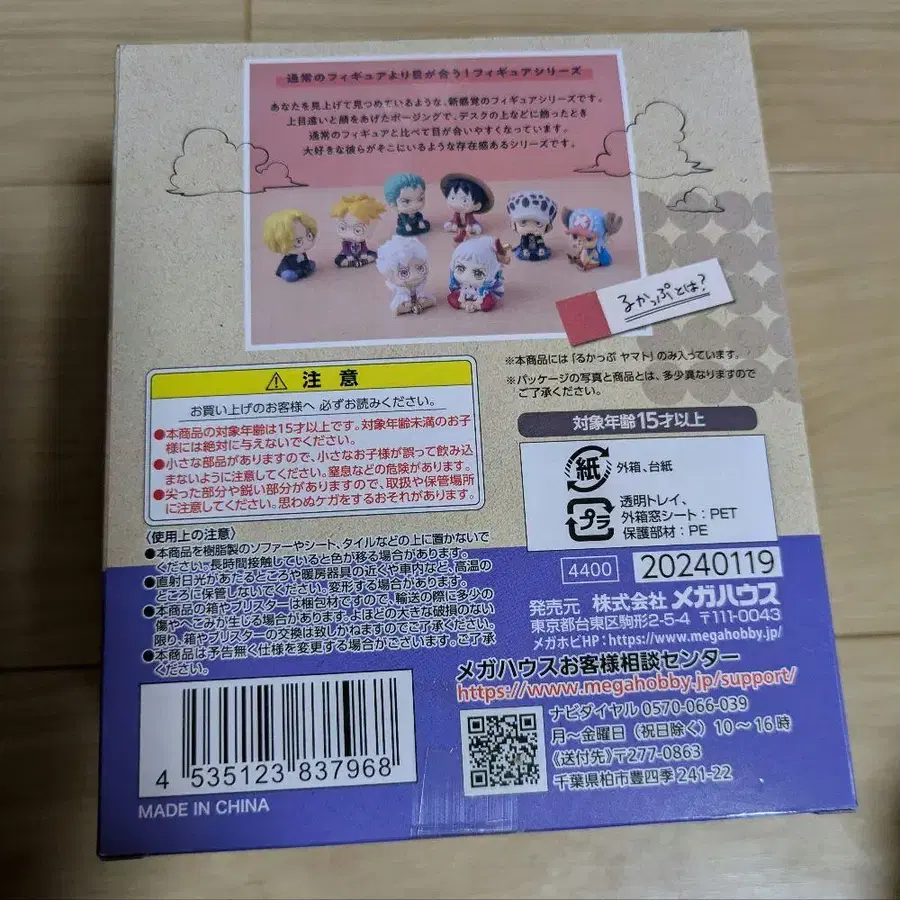 通常のフィギュアより目が合う！フィギュアシリーズ
あなたを見上げて見つめているような、新感覚のフィギュアシリーズです。
上目遣いと顔をあげたポージングで、デスクの上などに飾ったとき
通常のフィギュアと比べて目が合いやすくなっています。
大好きな彼らがそこにいるような存在感あるシリーズです。
るかっぷとは？
※本商品には「るかっぷ ヤマト」のみ入っています。
※パッケージの写真と商品とは、多少異なりますので
ご了承ください。
注意
お買い上げのお客様へ 必ずお読みください。
●本商品の対象年齢は15才以上です。対象年齢未満のお子
様には絶対に与えないでください。
●小さな部品がありますので、小さなお子様が誤って飲み込
まないように注意してください。窒息などの危険があります。
●尖った部分や鋭い部分がありますので、取扱や保管場所
に注意してください。思わぬケガをするおそれがあります。
対象年齢15才以上
紙
外箱、台紙
プラ
透明トレイ、
外箱窓シート：PET
保護部材：PE
〈使用上の注意〉
●本商品を樹脂製のソファーやシート、タイルなどの上に置かないで
ください。長時間接触していると色が移る場合があります。
●直射日光があたるところや暖房器具の近くや車内など、高温の
ところに保管しないでください。変形する場合があります。
●本商品の箱やブリスターは梱包材ですので、輸送の際に多少の
傷やへこみが生じる場合があります。よほどの大きな破損のない
限り、箱やブリスターの交換は致しかねますのでご了承ください。
●本商品は予告無く仕様を変更する場合がございます。ご了承
ください。
4400
20240119
発売元 株式会社 メガハウス
東京都台東区駒形2-5-4 〒111-0043
メガホビHP：https://www.megahobby.jp/
メガハウスお客様相談センター
https://www.megahobby.jp/support/
ナビダイヤル 0570-066-039
月〜金曜日（祝日除く）10〜16時
《送付先》〒277-0863
千葉県柏市豊四季241-22
4 535123 837968
MADE IN CHINA